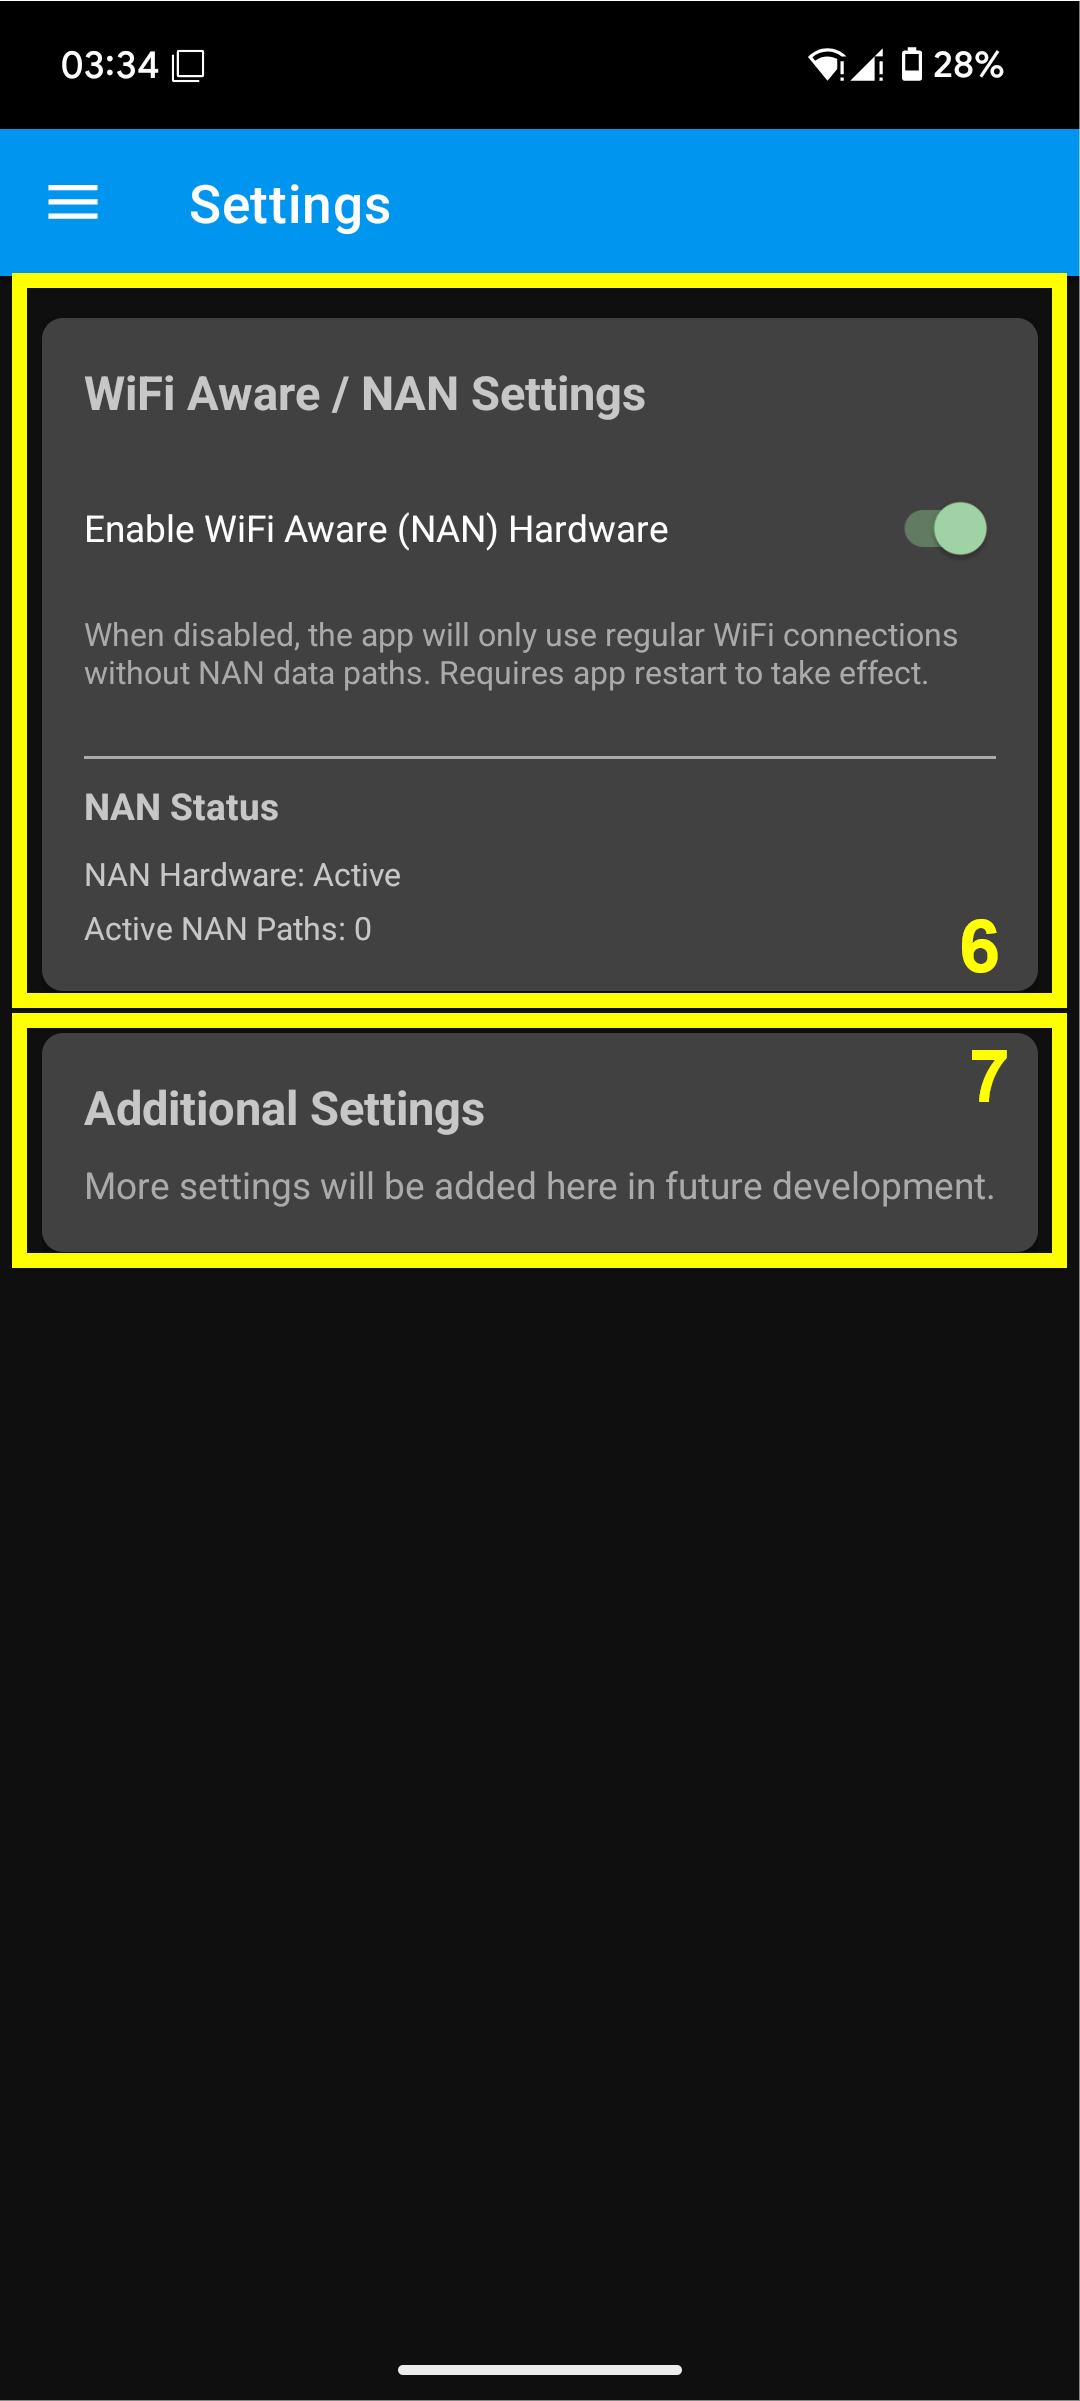 03:34
28%
Settings
WiFi Aware / NAN Settings
Enable WiFi Aware (NAN) Hardware
When disabled, the app will only use regular WiFi connections
without NAN data paths. Requires app restart to take effect.
NAN Status
NAN Hardware: Active
Active NAN Paths: 0
6
7
Additional Settings
More settings will be added here in future development.